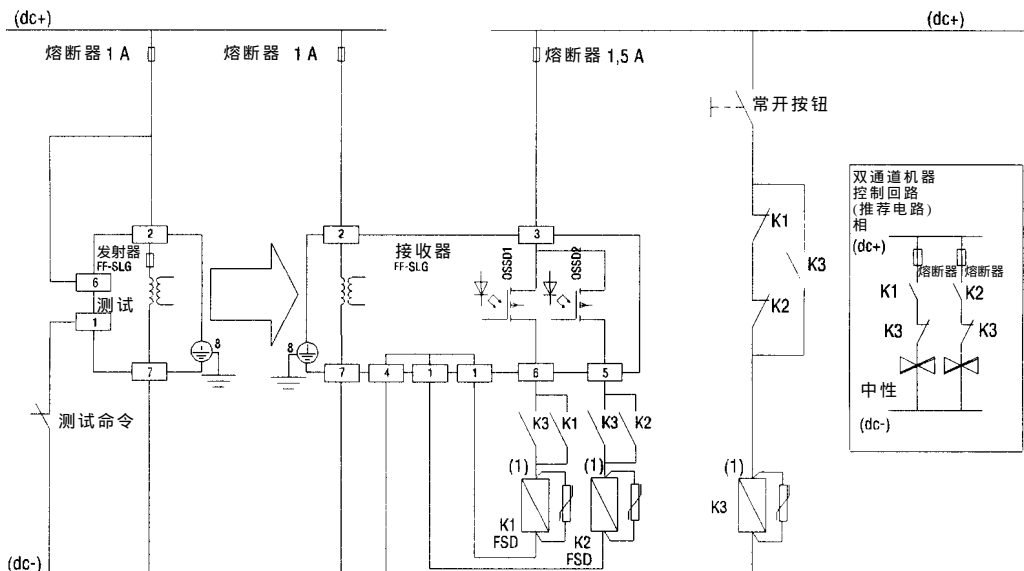 (dc+)
(dc+)
熔断器 1 A
熔断器 1 A
熔断器 1,5 A
常开按钮
双通道机器
控制回路
(推荐电路)
相
(dc+)
熔断器
熔断器
K1
K2
K3
K3
中性
(dc-)
2
发射器
FF-SLG
6
测试
1
7
8
测试命令
(dc-)
2
接收器
FF-SLG
3
OSSD1
OSSD2
8
7
4
1
1
6
5
K3
K1
K3
K2
(1)
(1)
K1
FSD
K2
FSD
K1
K3
K2
(1)
K3